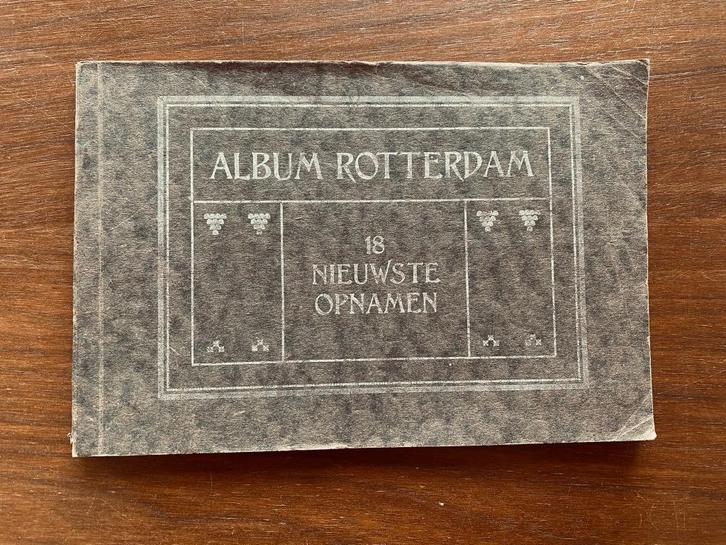 ALBUM ROTTERDAM
18
NIEUWSTE
OPNAMEN